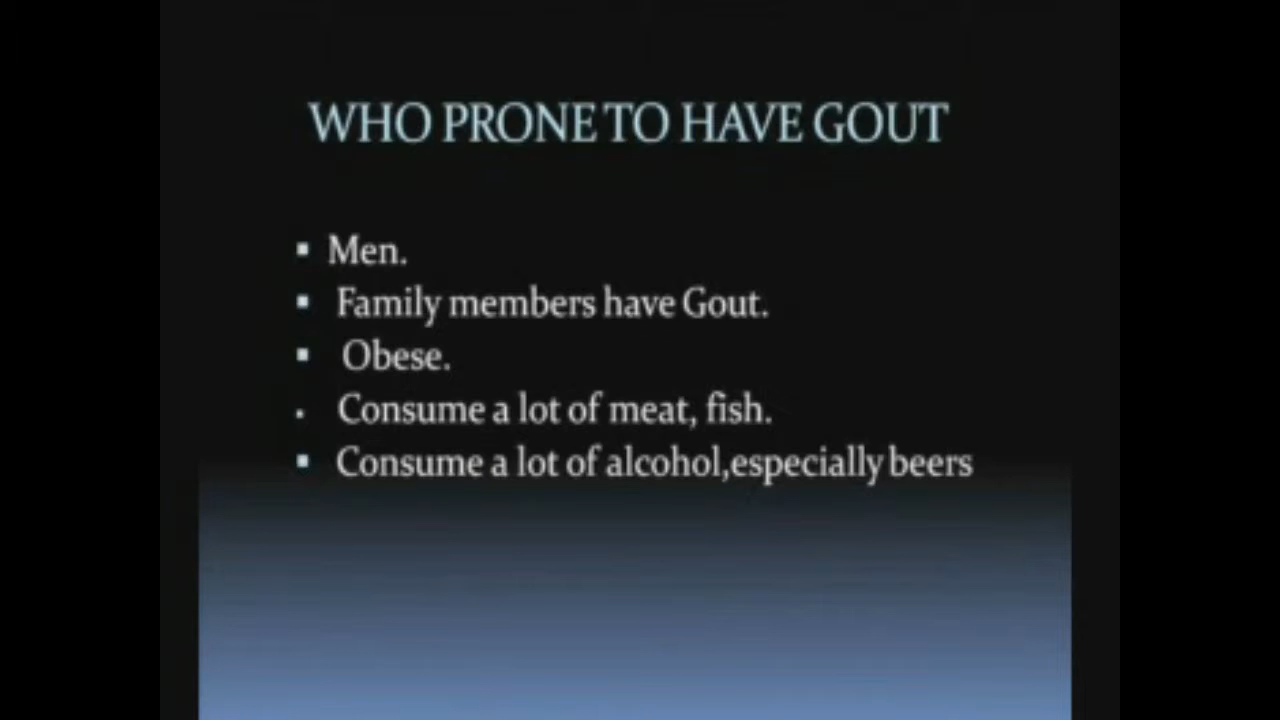 WHO PRONE TO HAVE GOUT
▪ Men.
▪ Family members have Gout.
▪ Obese.
▪ Consume a lot of meat, fish.
▪ Consume a lot of alcohol,especially beers